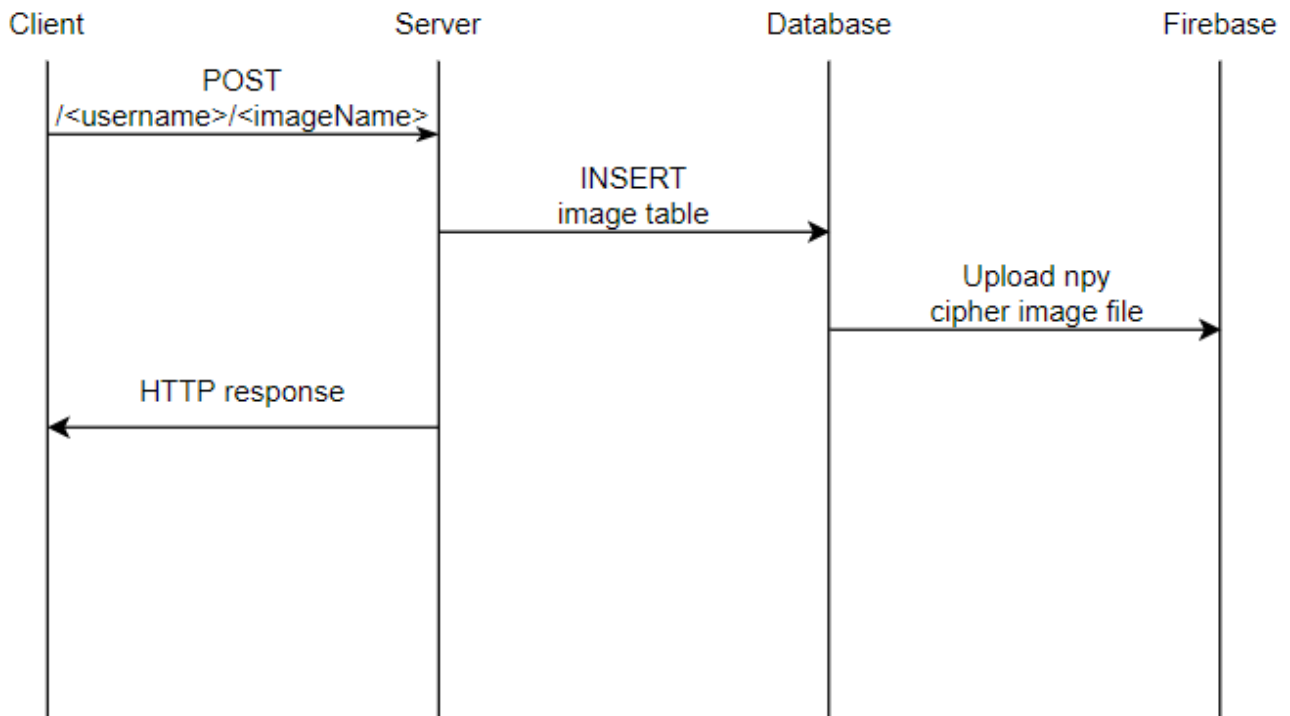 Client
Server
Database
Firebase
POST
/<username>/<imageName>
INSERT
image table
Upload npy
cipher image file
HTTP response